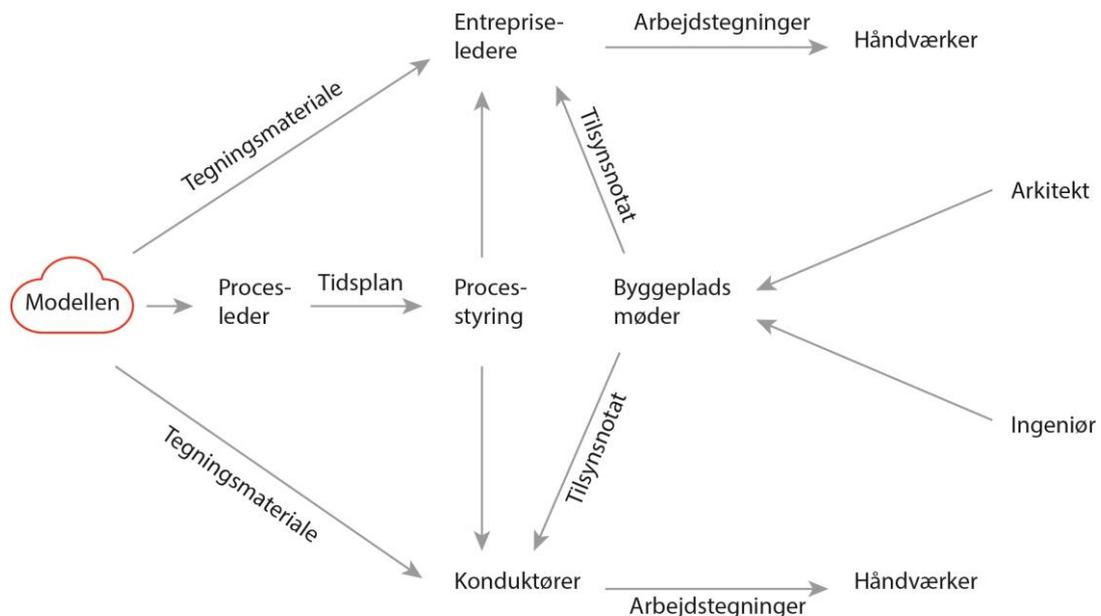 Entreprise-
ledere
Arbejdstegninger
Håndværker
Tegningsmateriale
Tilsynsnotat
Arkitekt
Modellen
Proces-
leder
Tidsplan
Proces-
styring
Byggeplads
møder
Ingeniør
Tegningsmateriale
Tilsynsnotat
Konduktører
Arbejdstegninger
Håndværker